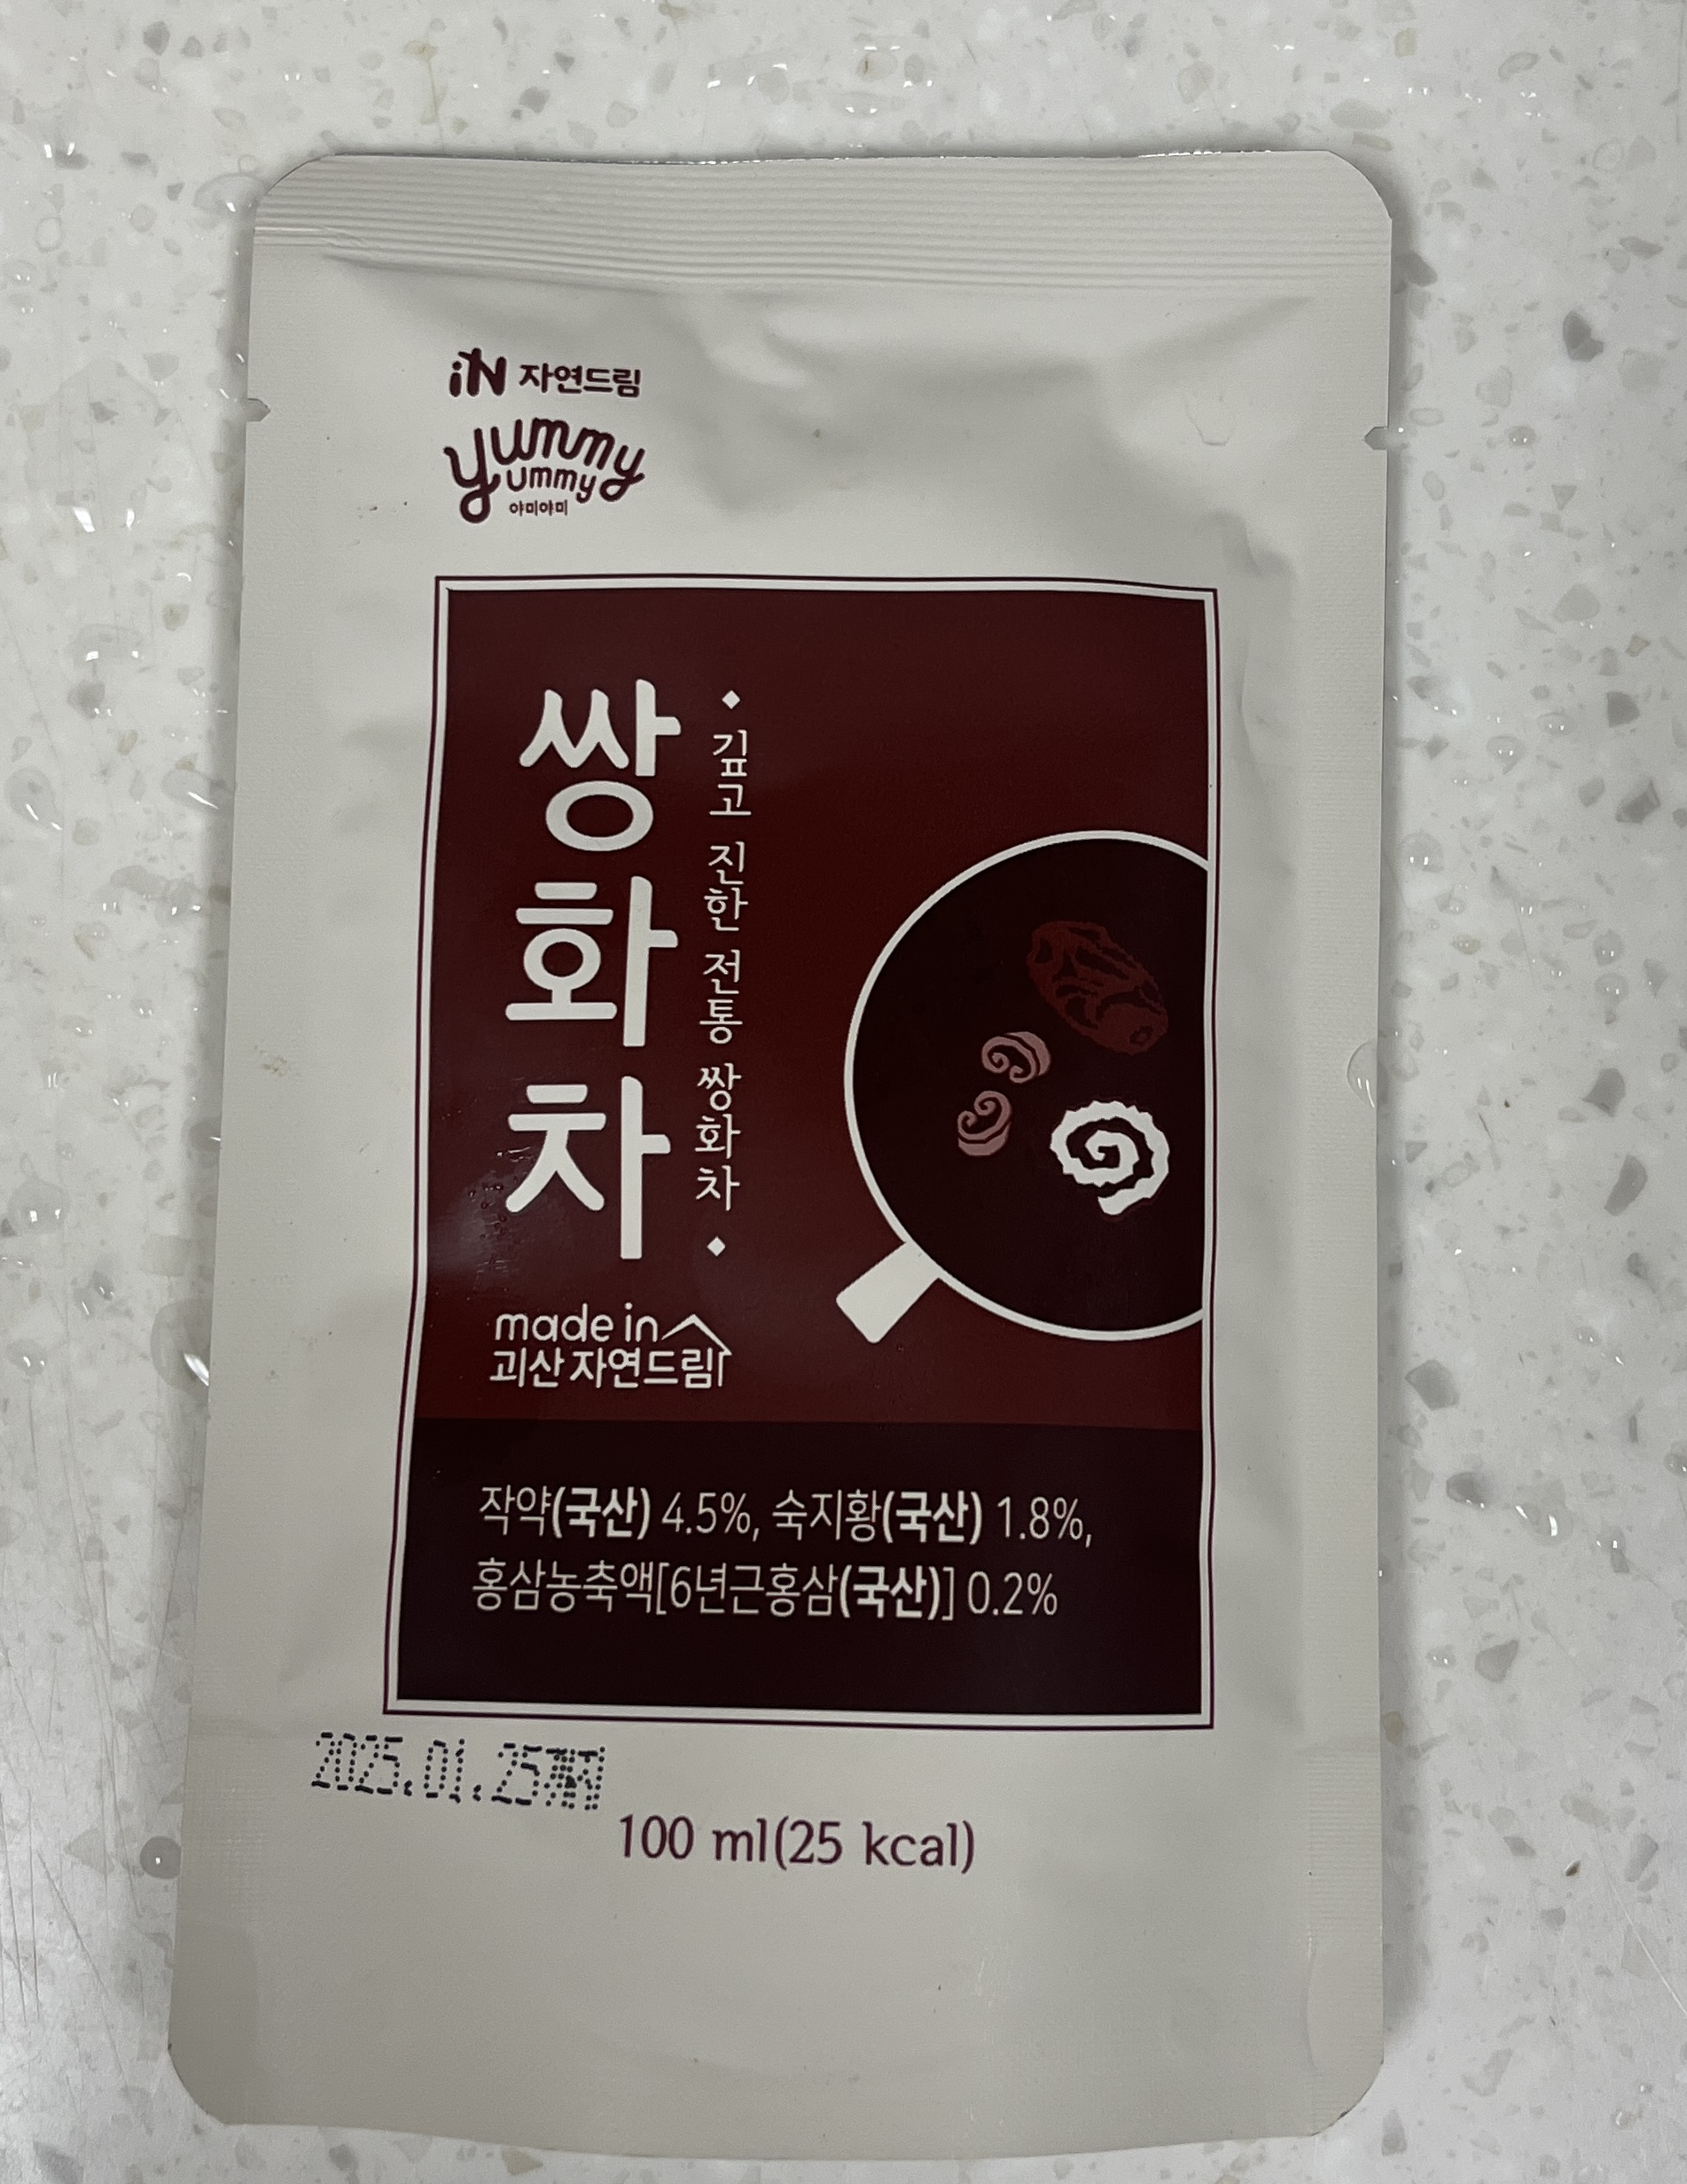 iN 자연드림
yummy
yummy
야미야미
쌍화차
깊고 진한 전통 쌍화차
made in
괴산 자연드림
작약(국산) 4.5%, 숙지황(국산) 1.8%,
홍삼농축액[6년근홍삼(국산)] 0.2%
2025.01.25까지
100 ml(25 kcal)